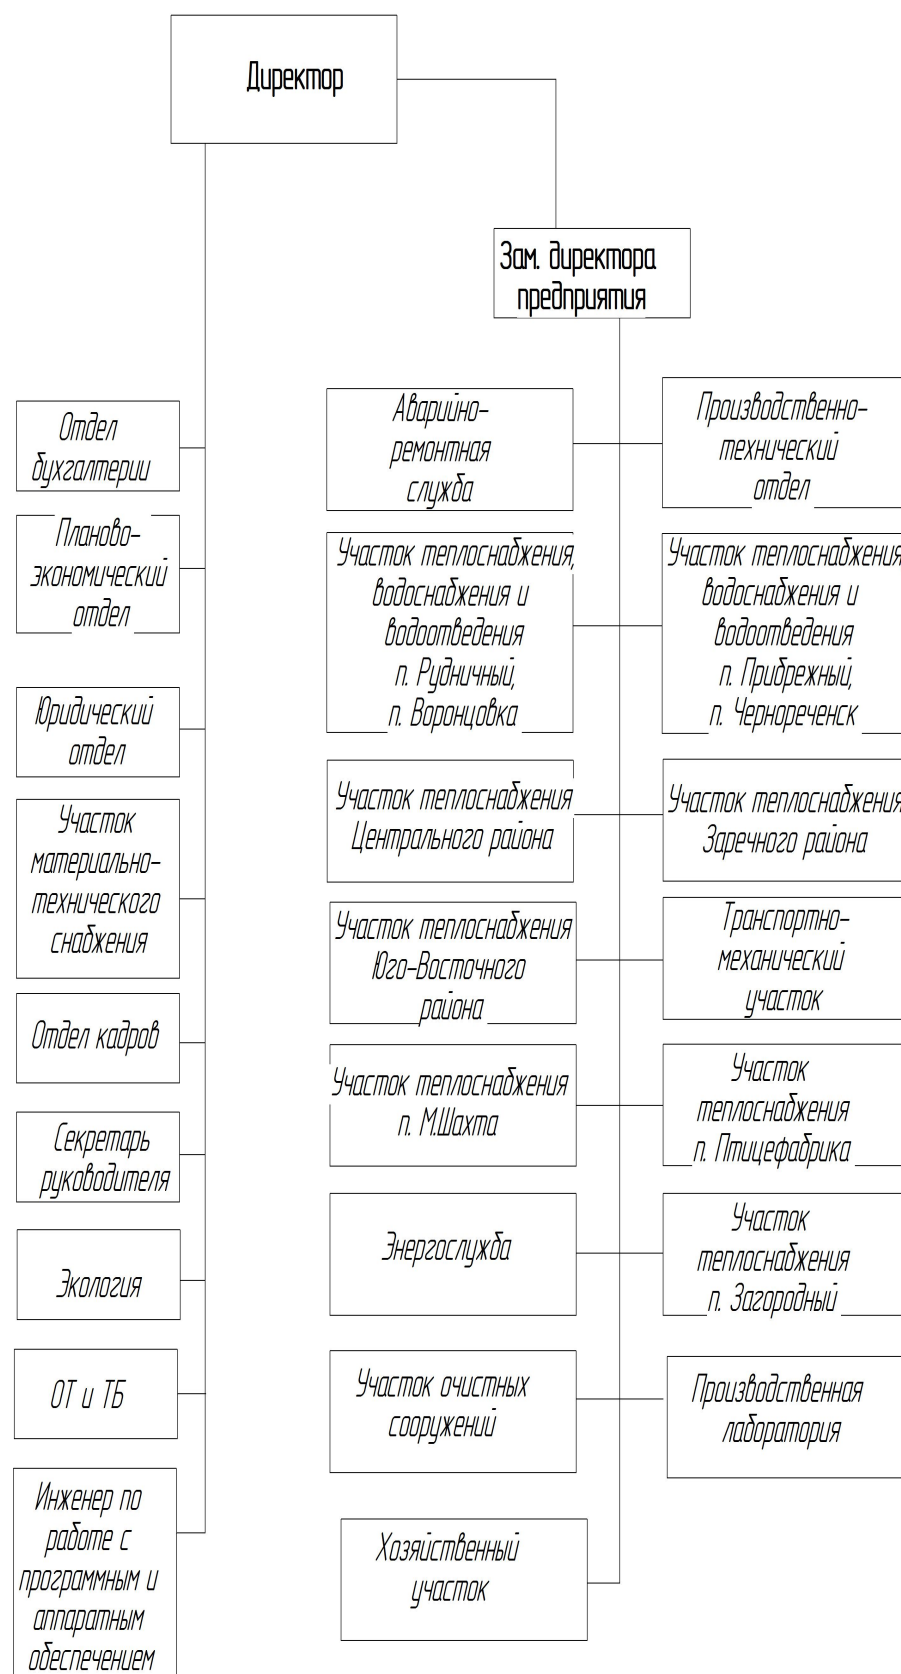 Директор
Зам. директора
предприятия
Отдел
бухгалтерии
Планово-
экономический
отдел
Юридический
отдел
Участок
материально-
технического
снабжения
Отдел кадров
Секретарь
руководителя
Экология
ОТ и ТБ
Инженер по
работе с
программным и
аппаратным
обеспечением
Аварийно-
ремонтная
служба
Производственно-
технический
отдел
Участок теплоснабжения,
водоснабжения и
водоотведения
п. Рудничный,
п. Воронцовка
Участок теплоснабжения
водоснабжения и
водоотведения
п. Прибрежный,
п. Чернореченск
Участок теплоснабжения
Центрального района
Участок теплоснабжения
Заречного района
Участок теплоснабжения
Юго-Восточного
района
Транспортно-
механический
участок
Участок теплоснабжения
п. М.Шахта
Участок
теплоснабжения
п. Птицефабрика
Энергослужба
Участок
теплоснабжения
п. Загородный
Участок очистных
сооружений
Производственная
лаборатория
Хозяйственный
участок